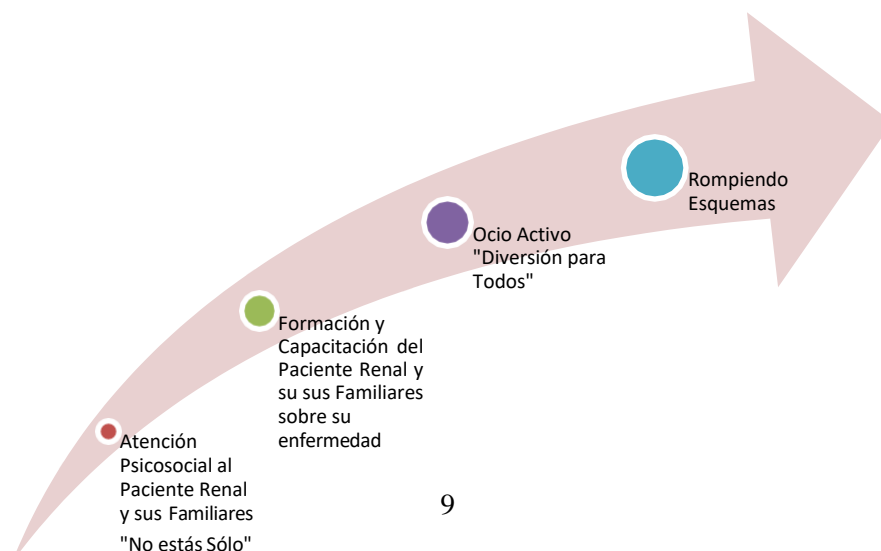 Atención
Psicosocial al
Paciente Renal
y sus Familiares
"No estás Sólo"
Formación y
Capacitación del
Paciente Renal y
su sus Familiares
sobre su
enfermedad
Ocio Activo
"Diversión para
Todos"
Rompiendo
Esquemas
9